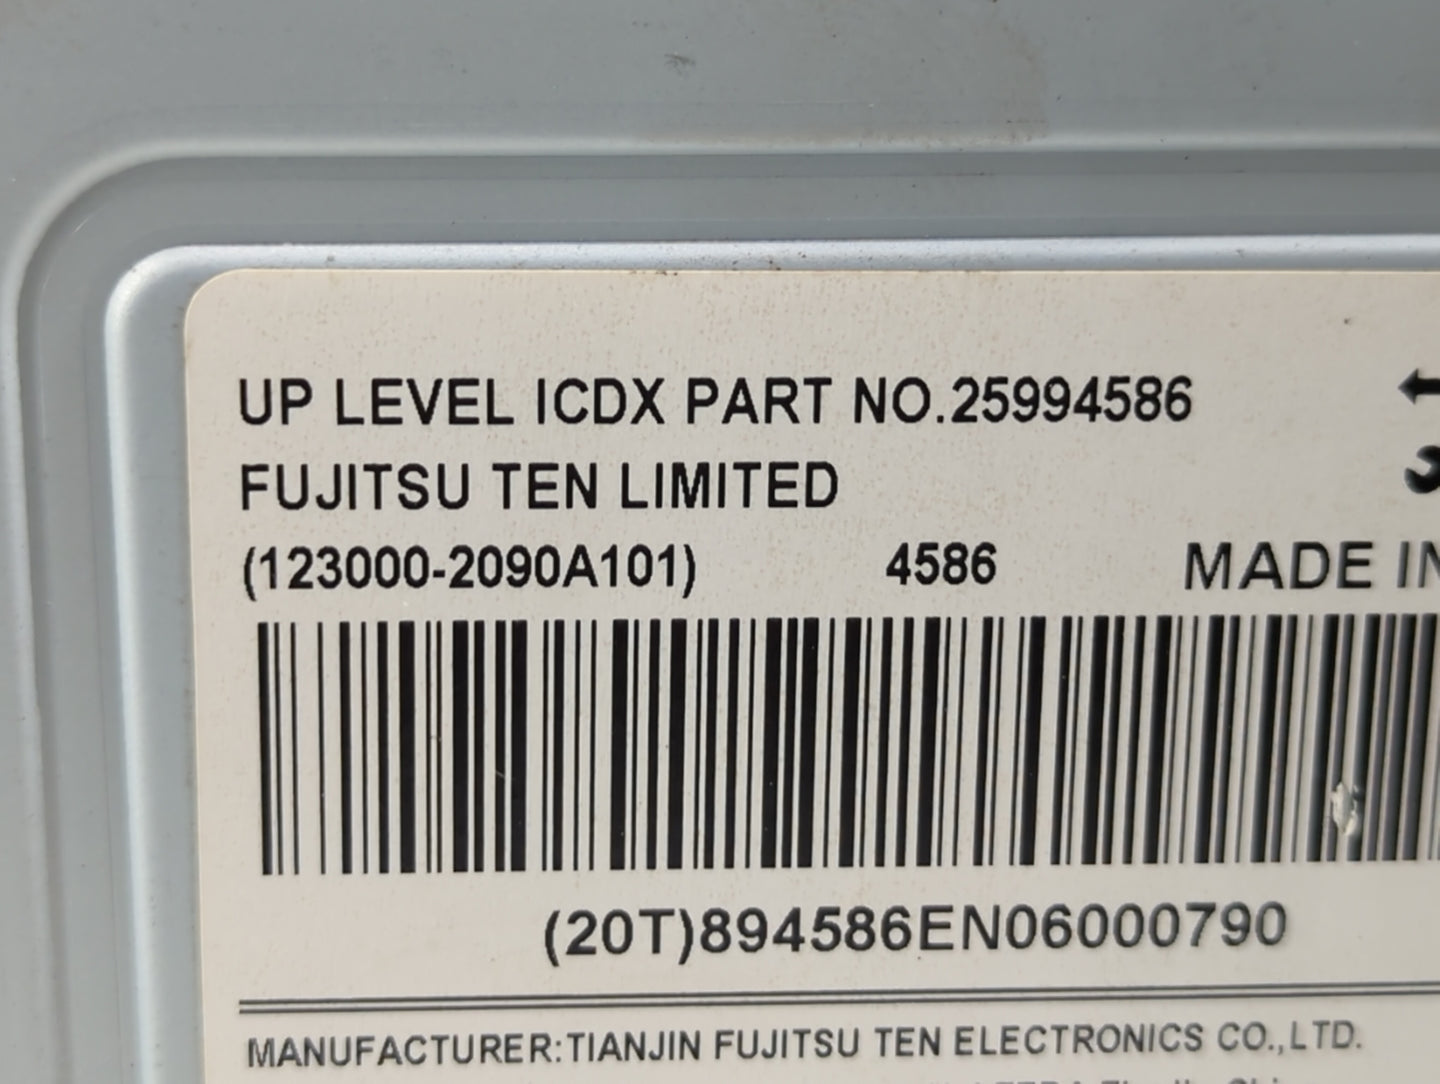 UP LEVEL ICDX PART NO.25994586
FUJITSU TEN LIMITED
(123000-2090A101) 4586 MADE IN
(20T)894586EN06000790
MANUFACTURER:TIANJIN FUJITSU TEN ELECTRONICS CO.,LTD.